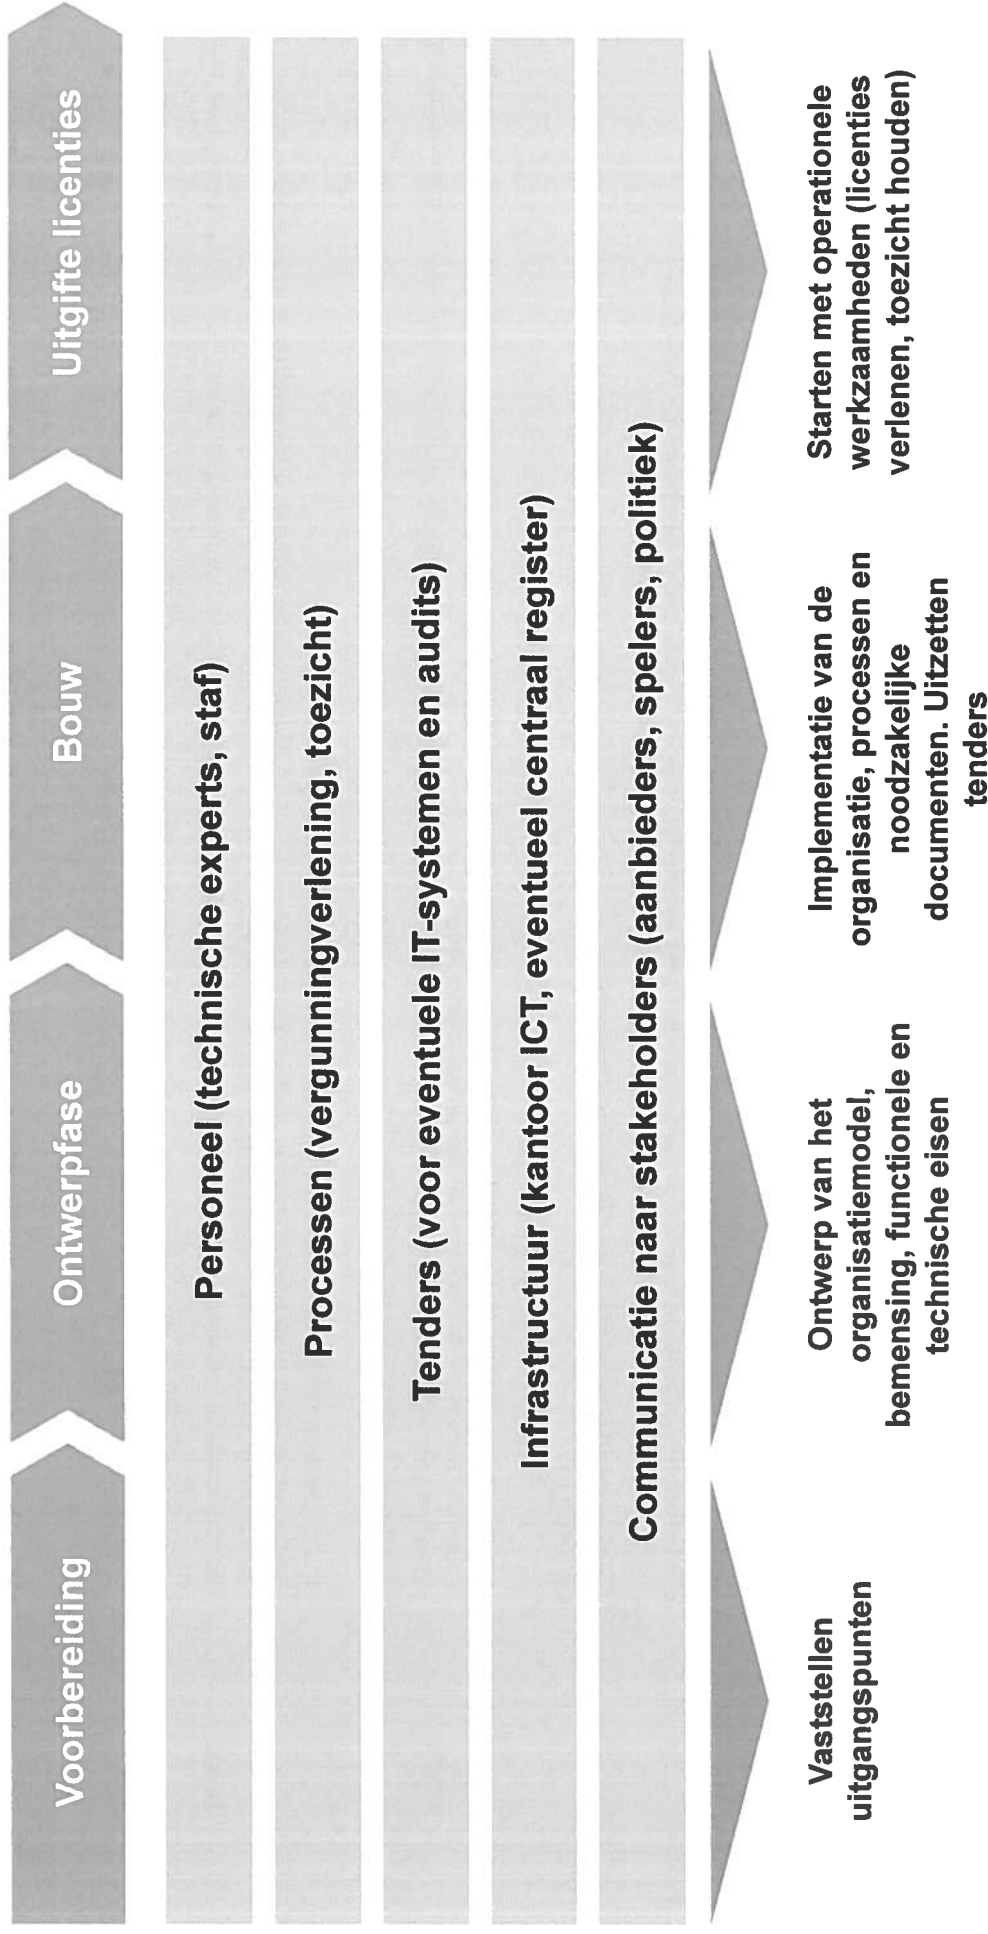 Voorbereiding
Ontwerpfase
Bouw
Uitgifte licenties
Personeel (technische experts, staf)
Processen (vergunningverlening, toezicht)
Tenders (voor eventuele IT-systemen en audits)
Infrastructuur (kantoor ICT, eventueel centraal register)
Communicatie naar stakeholders (aanbieders, spelers, politiek)
Vaststellen
uitgangspunten
Ontwerp van het
organisatiemodel,
bemensing, functionele en
technische eisen
Implementatie van de
organisatie, processen en
noodzakelijke
documenten. Uitzetten
tenders
Starten met operationele
werkzaamheden (licenties
verlenen, toezicht houden)